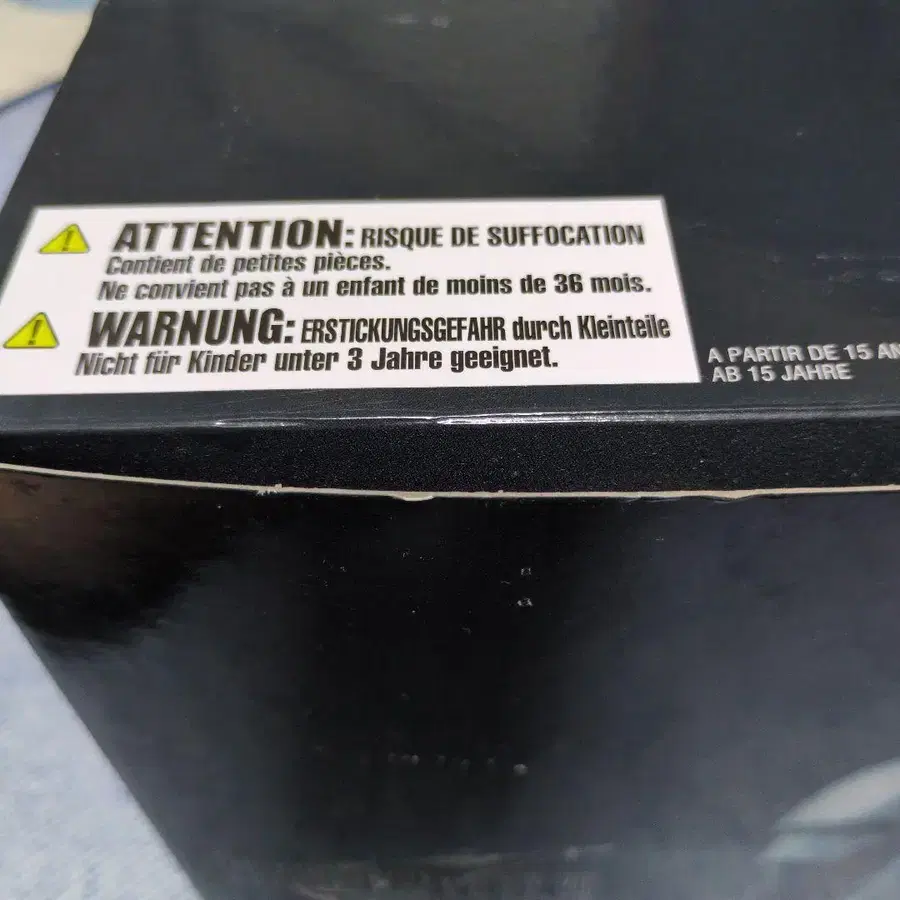 ATTENTION: RISQUE DE SUFFOCATION
Contient de petites pièces.
Ne convient pas à un enfant de moins de 36 mois.
WARNUNG: ERSTICKUNGSGEFAHR durch Kleinteile
Nicht für Kinder unter 3 Jahre geeignet.
A PARTIR DE 15 AN
AB 15 JAHRE